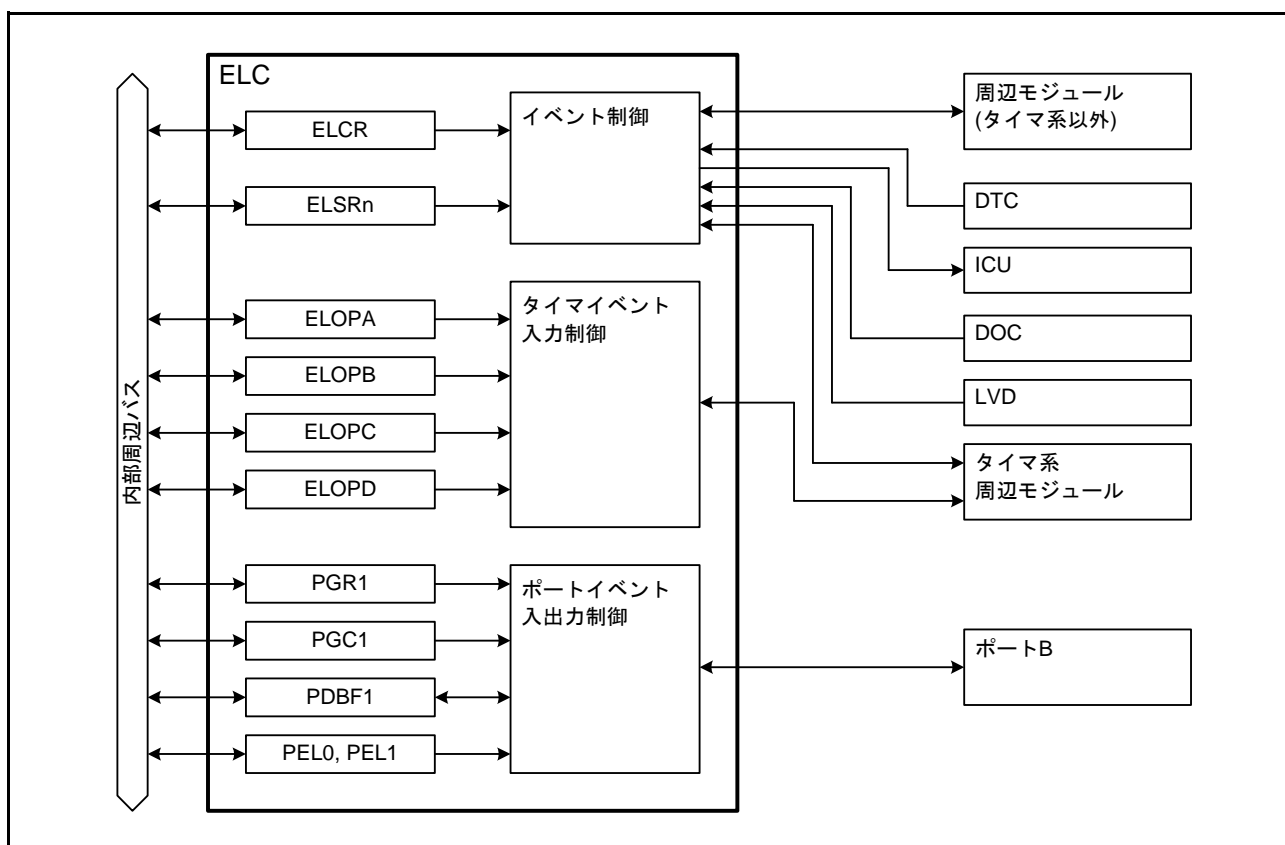 ELC
内部周辺バス
ELCR
ELSRn
ELOPA
ELOPB
ELOPC
ELOPD
PGR1
PGC1
PDBF1
PEL0, PEL1
イベント制御
タイマイベント
入力制御
ポートイベント
入出力制御
周辺モジュール
(タイマ系以外)
DTC
ICU
DOC
LVD
タイマ系
周辺モジュール
ポートB